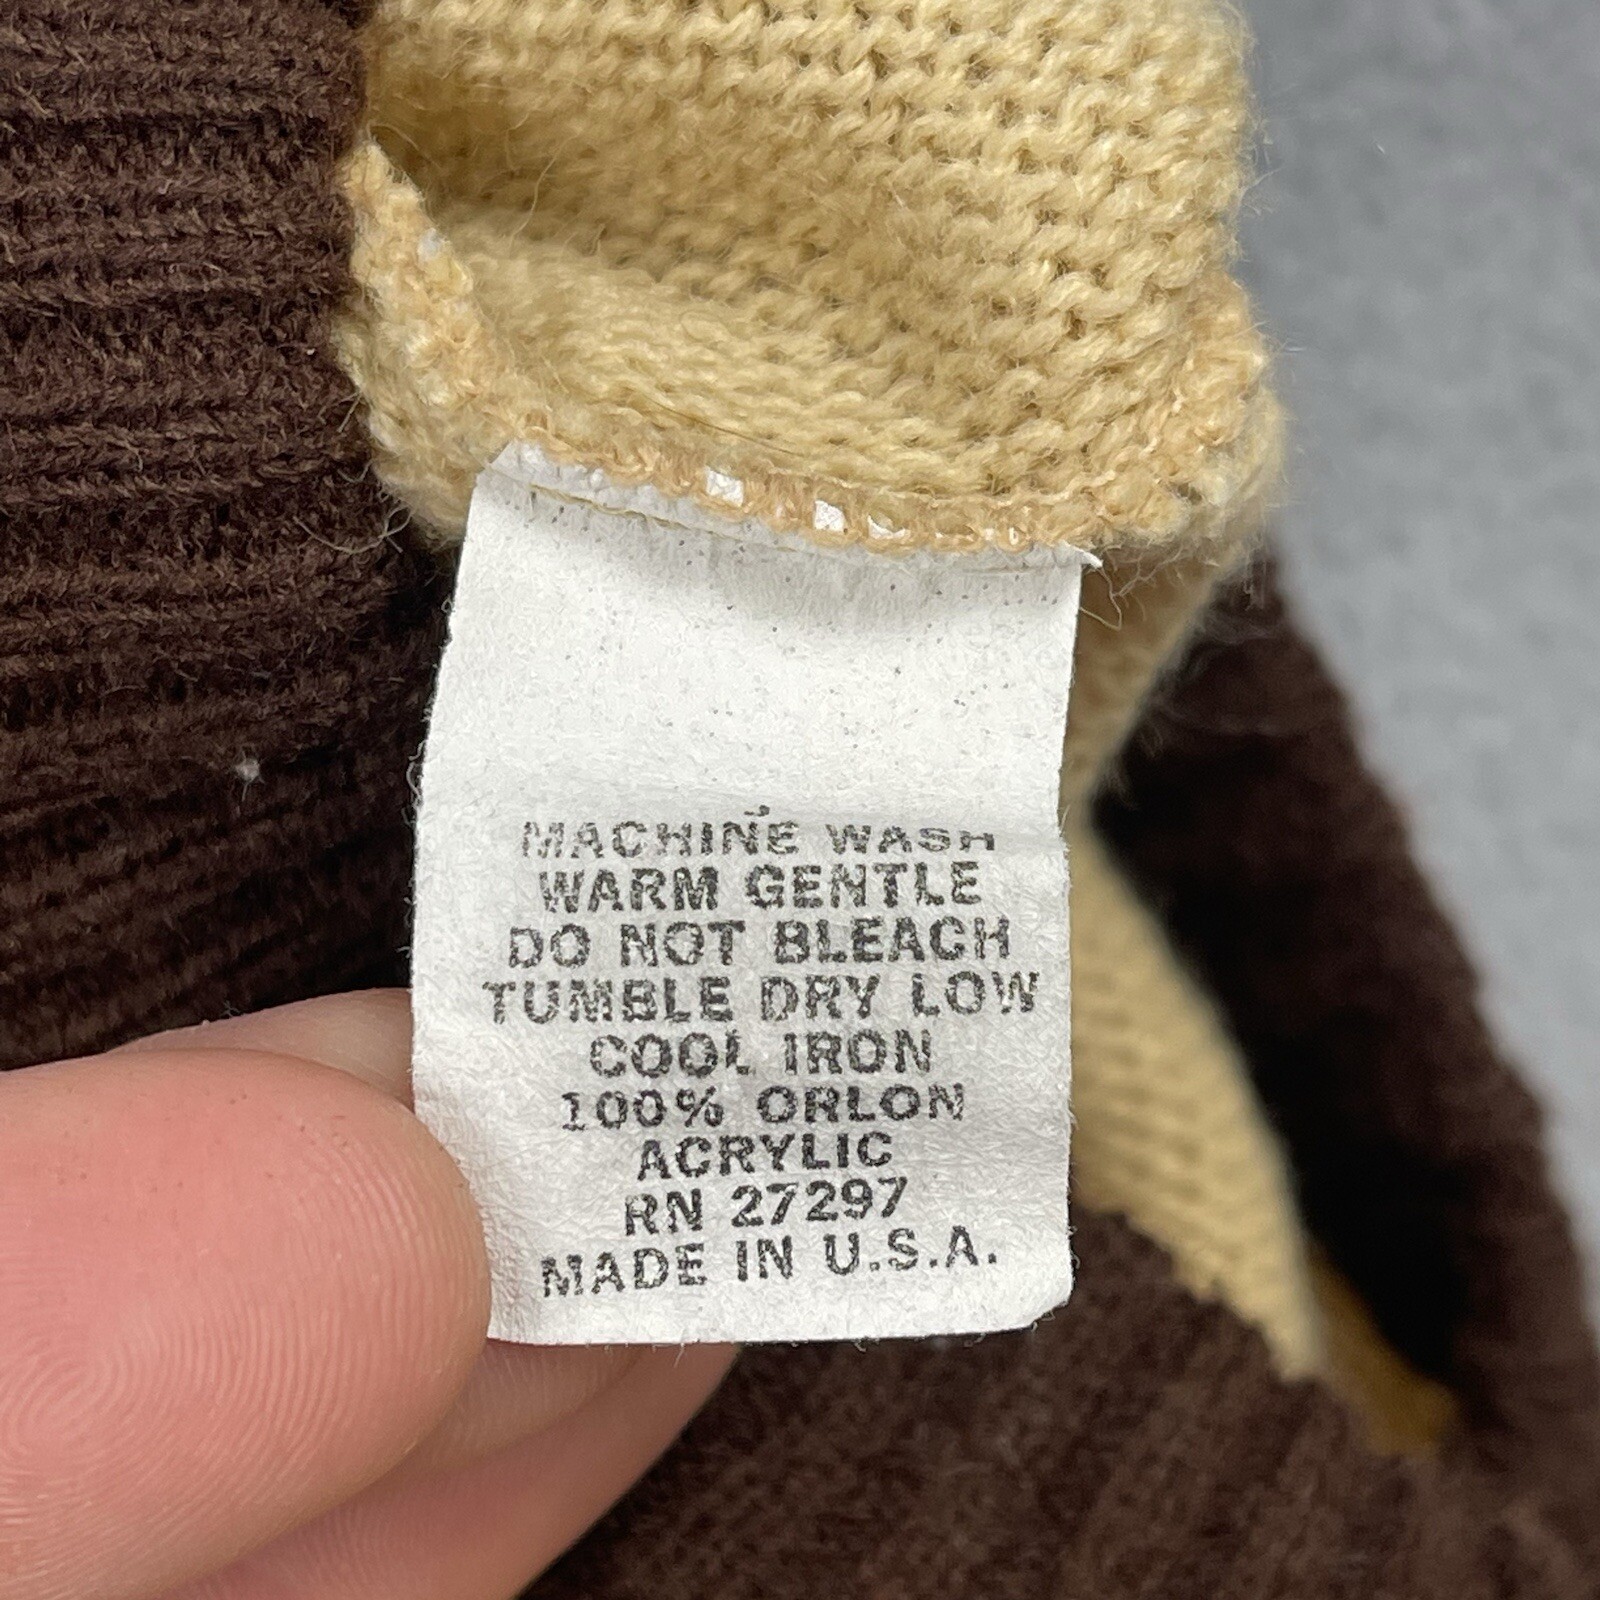 MACHINE WASH
WARM GENTLE
DO NOT BLEACH
TUMBLE DRY LOW
COOL IRON
100% ORLON
ACRYLIC
RN 27297
MADE IN U.S.A.